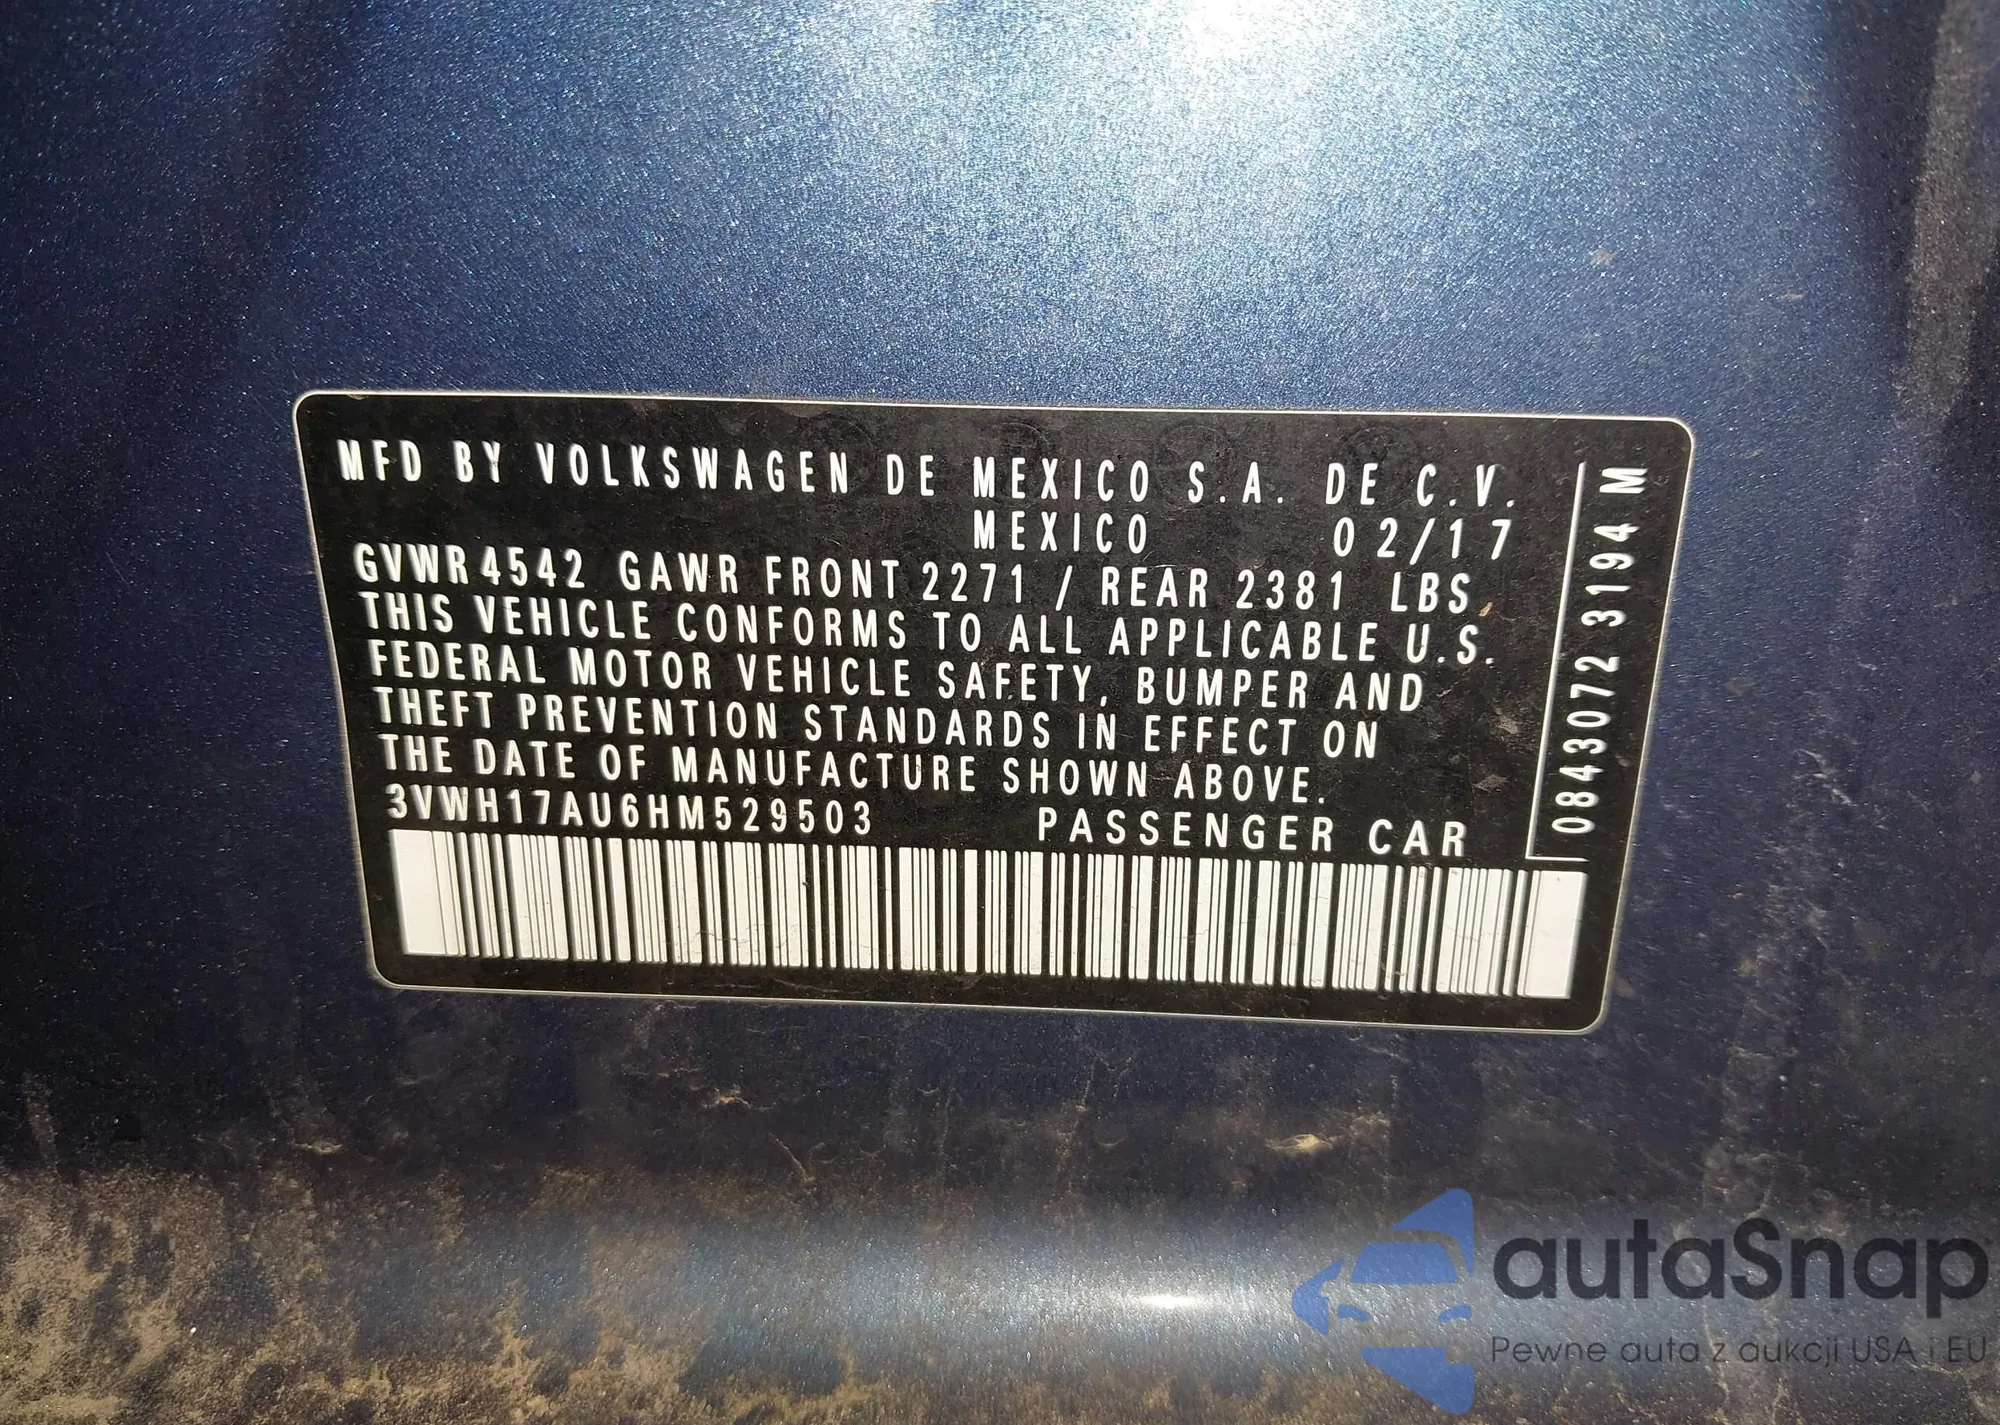 MFD BY VOLKSWAGEN DE MEXICO S.A. DE C.V.
MEXICO 02/17
GVWR 4542 GAWR FRONT 2271 / REAR 2381 LBS
THIS VEHICLE CONFORMS TO ALL APPLICABLE U.S.
FEDERAL MOTOR VEHICLE SAFETY, BUMPER AND
THEFT PREVENTION STANDARDS IN EFFECT ON
THE DATE OF MANUFACTURE SHOWN ABOVE.
3VWH17AU6HM529503 PASSENGER CAR
0843072 3194 M
autaSnap
Pewne auta z aukcji USA i EU